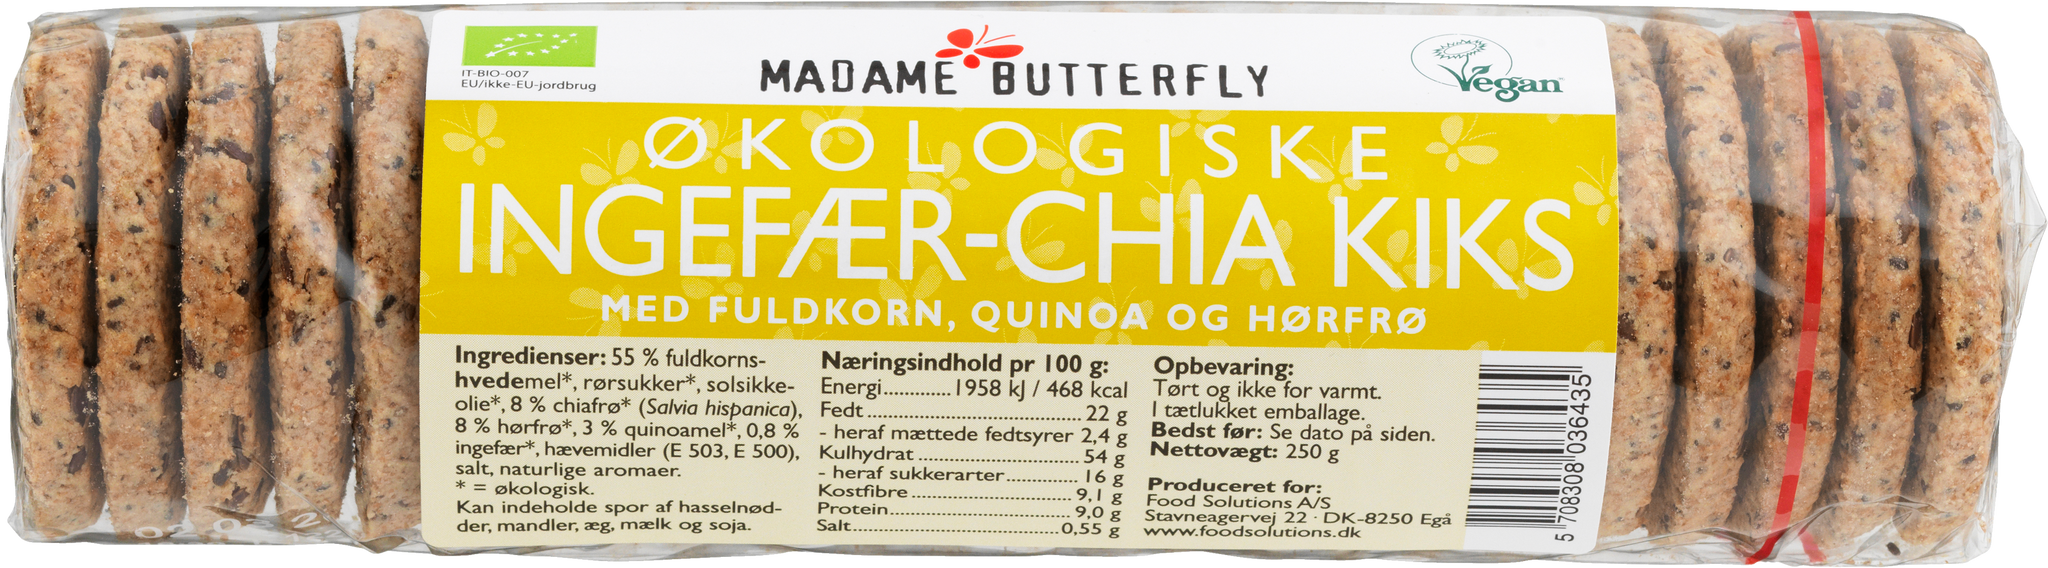 IT-BIO-007
EU/ikke-EU-jordbrug
MADAME BUTTERFLY
Vegan
ØKOLOGISKE
INGEFÆR-CHIA KIKS
MED FULDKORN, QUINOA OG HØRFRØ
Ingredienser: 55 % fuldkorns-
hvedemel*, rørsukker*, solsikke-
olie*, 8 % chiafrø* (Salvia hispanica),
8 % hørfrø*, 3 % quinoamel*, 0,8 %
ingefær*, hævemidler (E 503, E 500),
salt, naturlige aromaer.
* = økologisk.
Kan indeholde spor af hasselnød-
der, mandler, æg, mælk og soja.
Næringsindhold pr 100 g:
Energi.............1958 kJ / 468 kcal
Fedt.......................................22 g
- heraf mættede fedtsyrer 2,4 g
Kulhydrat................................54 g
- heraf sukkerarter..................16 g
Kostfibre..............................9,1 g
Protein.................................9,0 g
Salt.....................................0,55 g
Opbevaring:
Tørt og ikke for varmt.
I tætlukket emballage.
Bedst før: Se dato på siden.
Nettovægt: 250 g
Produceret for:
Food Solutions A/S
Stavneagervej 22 · DK-8250 Egå
www.foodsolutions.dk
5 708308 036435